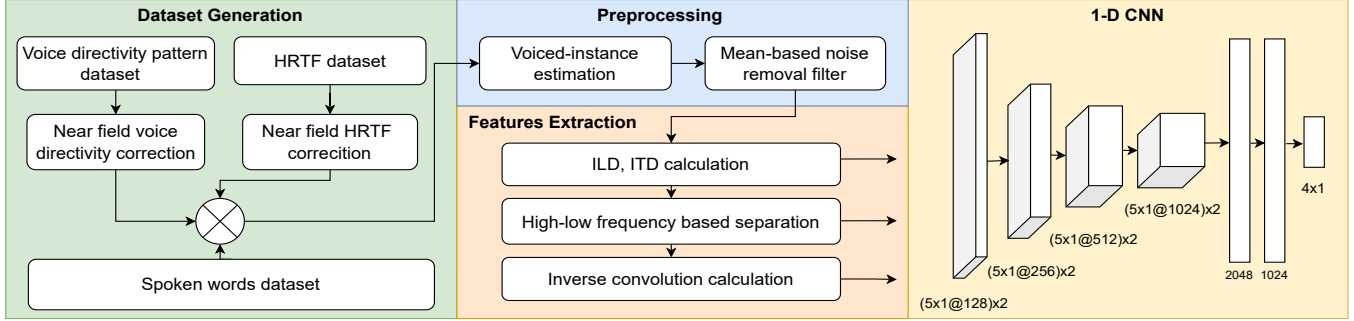 Dataset Generation
Voice directivity pattern
dataset
HRTF dataset
Near field voice
directivity correction
Near field HRTF
correcition
Spoken words dataset
Preprocessing
Voiced-instance
estimation
Mean-based noise
removal filter
Features Extraction
ILD, ITD calculation
High-low frequency based separation
Inverse convolution calculation
1-D CNN
(5x1@128)x2
(5x1@256)x2
(5x1@512)x2
(5x1@1024)x2
2048
1024
4x1